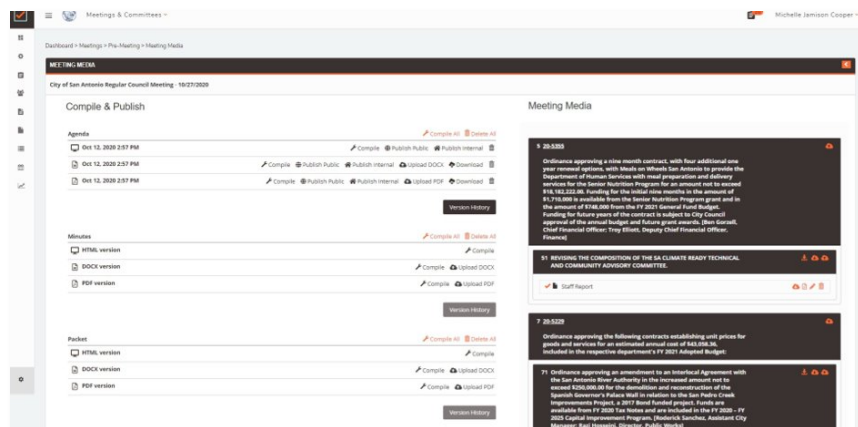 Meetings & Committees
Michelle Jamison Cooper
Dashboard > Meetings > Pre-Meeting > Meeting Media
MEETING MEDIA
City of San Antonio Regular Council Meeting - 10/27/2020
Compile & Publish
Agenda
Compile All Delete All
Oct 12, 2020 2:57 PM
Compile Publish Public Publish Internal
Oct 12, 2020 2:57 PM
Compile Publish Public Publish Internal Upload DOCX Download
Oct 12, 2020 2:57 PM
Compile Publish Public Publish Internal Upload PDF Download
Version History
Minutes
Compile All Delete All
HTML version
Compile
DOCX version
Compile Upload DOCX
PDF version
Compile Upload PDF
Version History
Packet
Compile All Delete All
HTML version
Compile
DOCX version
Compile Upload DOCX
PDF version
Compile Upload PDF
Version History
Meeting Media
5 20-5355
Ordinance approving a nine month contract, with four additional one
year renewal options, with Meals on Wheels San Antonio to provide the
Department of Human Services with meal preparation and delivery
services for the Senior Nutrition Program for an amount not to exceed
$18,182,222.00. Funding for the initial nine months in the amount of
$1,710,000 is available from the Senior Nutrition Program grant and in
the amount of $748,000 from the FY 2021 General Fund Budget.
Funding for future years of the contract is subject to City Council
approval of the annual budget and future grant awards. [Ben Gorzell,
Chief Financial Officer; Troy Elliott, Deputy Chief Financial Officer,
Finance]
51 REVISING THE COMPOSITION OF THE SA CLIMATE READY TECHNICAL
AND COMMUNITY ADVISORY COMMITTEE.
Staff Report
7 20-5229
Ordinance approving the following contracts establishing unit prices for
goods and services for an estimated annual cost of $43,058.36,
included in the respective department's FY 2021 Adopted Budget:
71 Ordinance approving an amendment to an Interlocal Agreement with
the San Antonio River Authority in the increased amount not to
exceed $250,000.00 for the demolition and reconstruction of the
Spanish Governor's Palace Wall in relation to the San Pedro Creek
Improvements Project, a 2017 Bond funded project. Funds are
available from FY 2020 Tax Notes and are included in the FY 2020 – FY
2025 Capital Improvement Program. [Roderick Sanchez, Assistant City
Manager; Razi Hosseini, Director, Public Works]